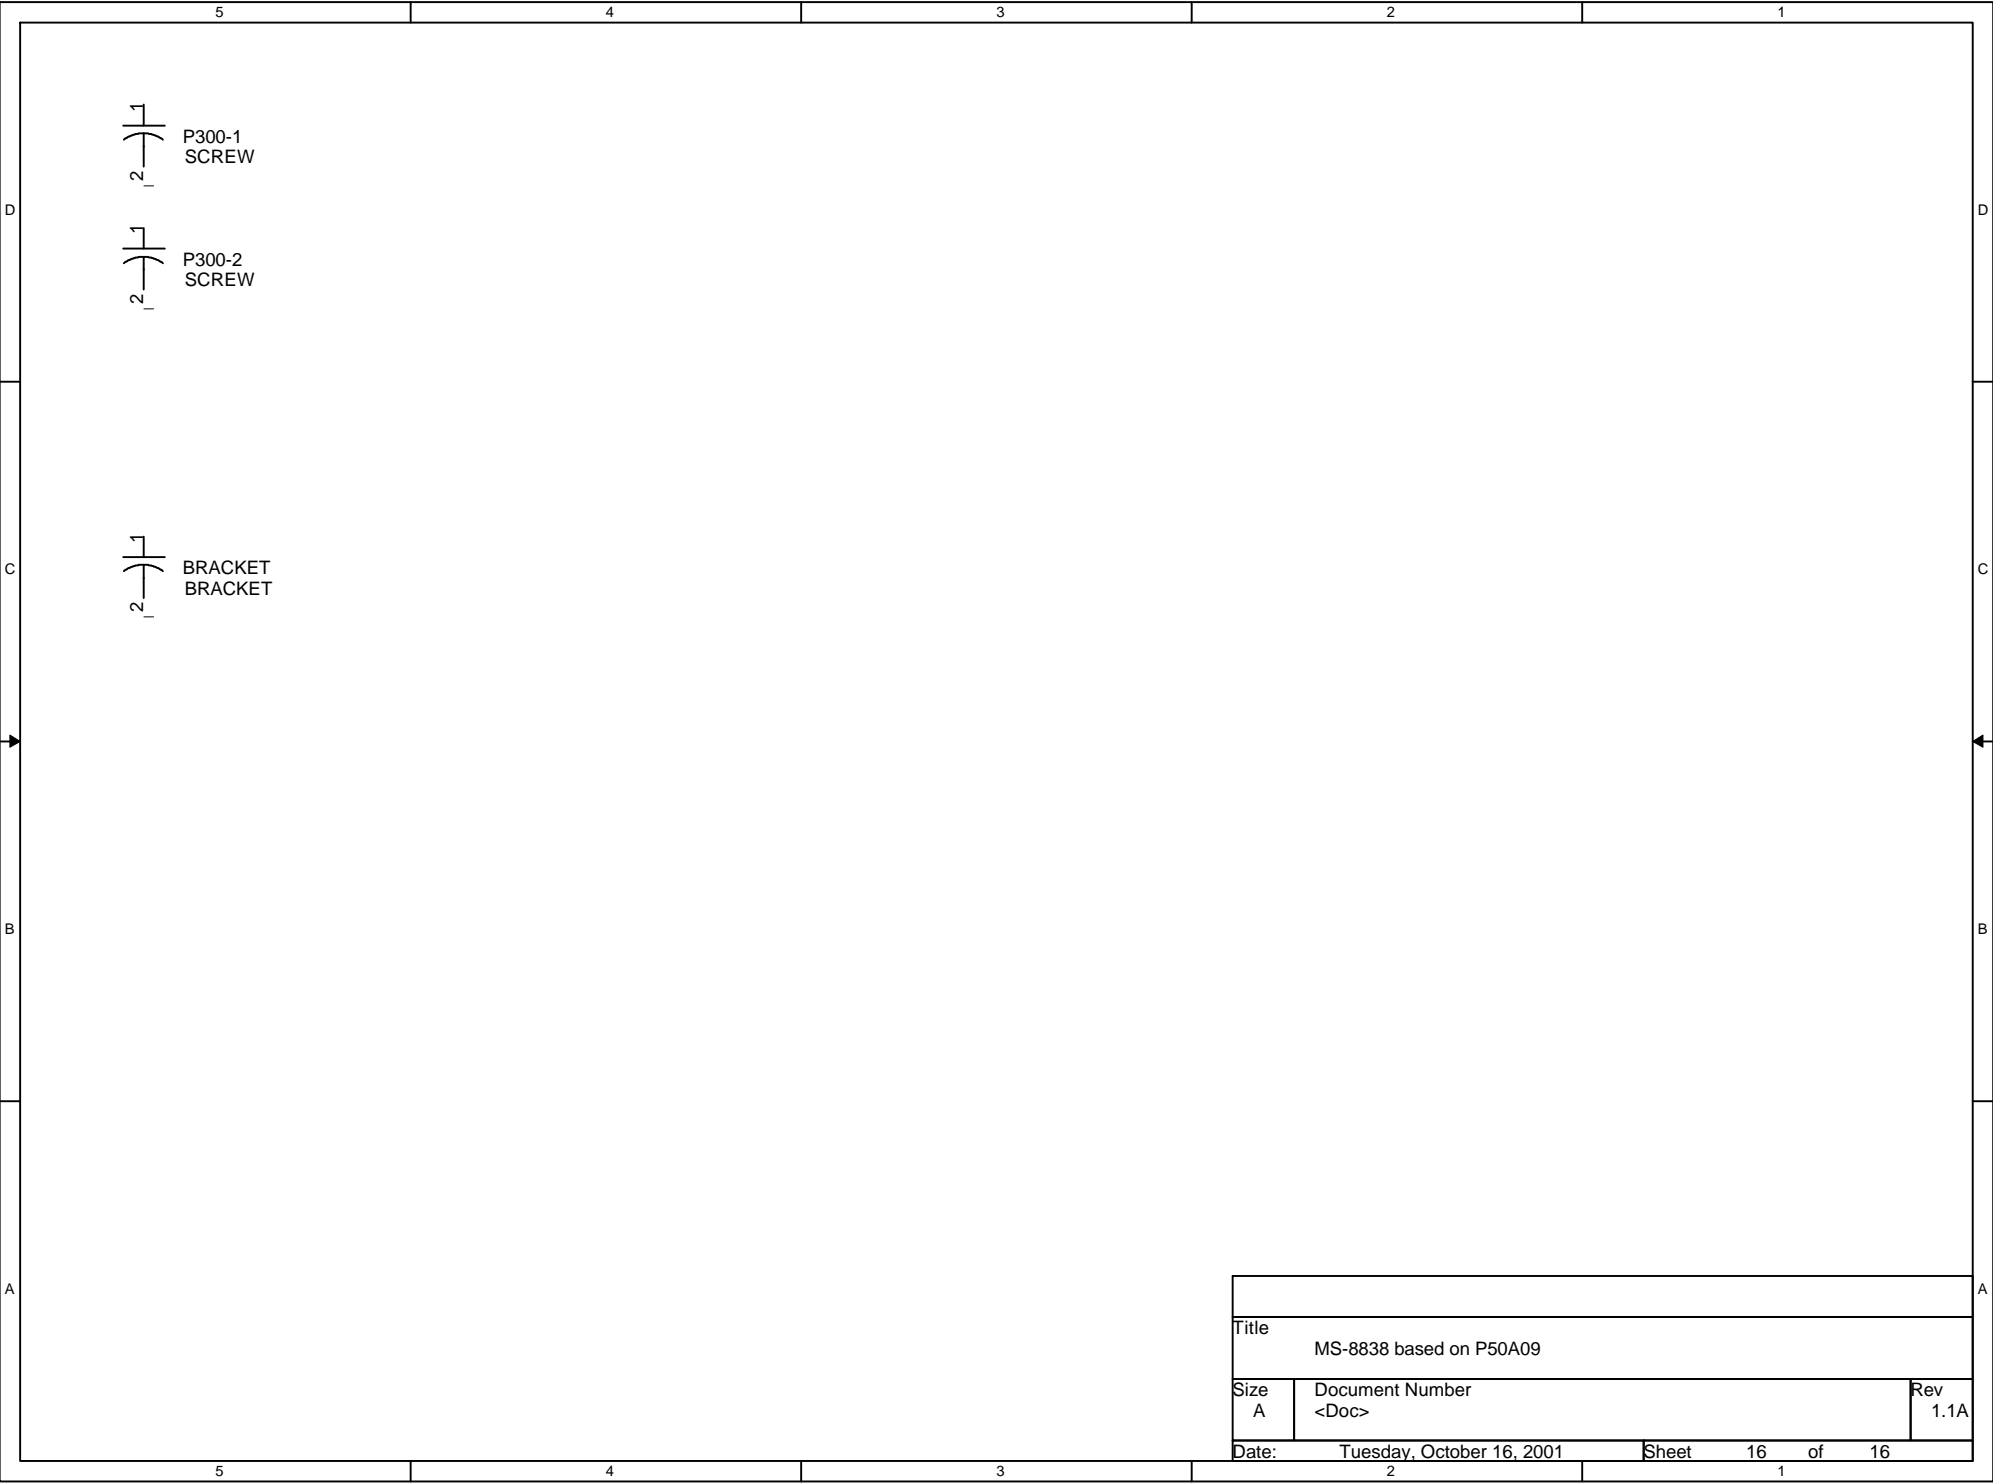 5 4 3 2 1
1
P300-1
SCREW
2
D D
1
P300-2
SCREW
2
1
BRACKET
BRACKET
2
C C
B B
A A
Title
MS-8838 based on P50A09
Size Document Number Rev
A <Doc> 1.1A
Date: Tuesday, October 16, 2001 Sheet 16 of 16
5 4 3 2 1